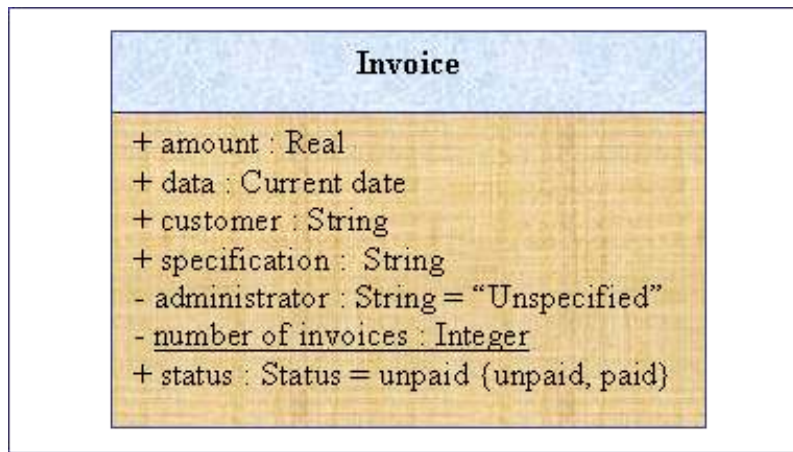 Invoice
+ amount : Real
+ data : Current date
+ customer : String
+ specification :  String
- administrator : String = “Unspecified”
- number of invoices : Integer
+ status : Status = unpaid {unpaid, paid}